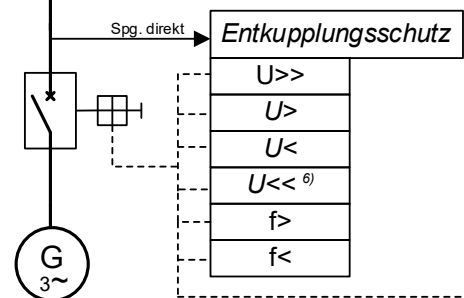 Spg. direkt
Entkupplungsschutz
U>>
U>
U<
U<< 6)
f>
f<
G
3~